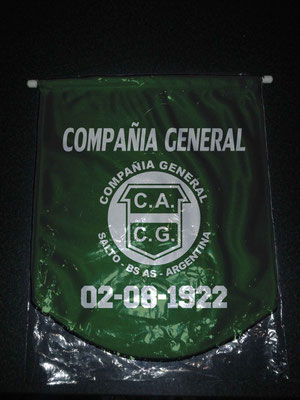 COMPAÑIA GENERAL
COMPAÑIA GENERAL
C.A.
C.G.
SALTO - BS AS - ARGENTINA
02-08-1922